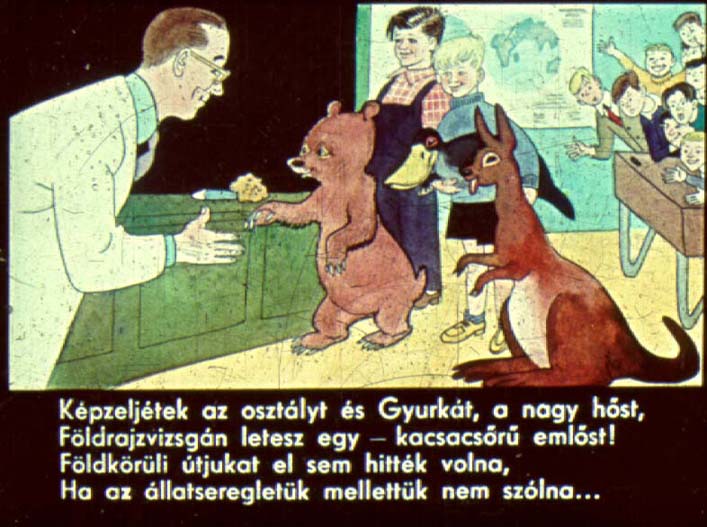 Képzeljétek az osztályt és Gyurkát, a nagy hőst,
Földrajzvizsgán letesz egy – kacsacsőrű emlőst!
Földkörüli útjukat el sem hitték volna,
Ha az állatseregletük mellettük nem szólna...